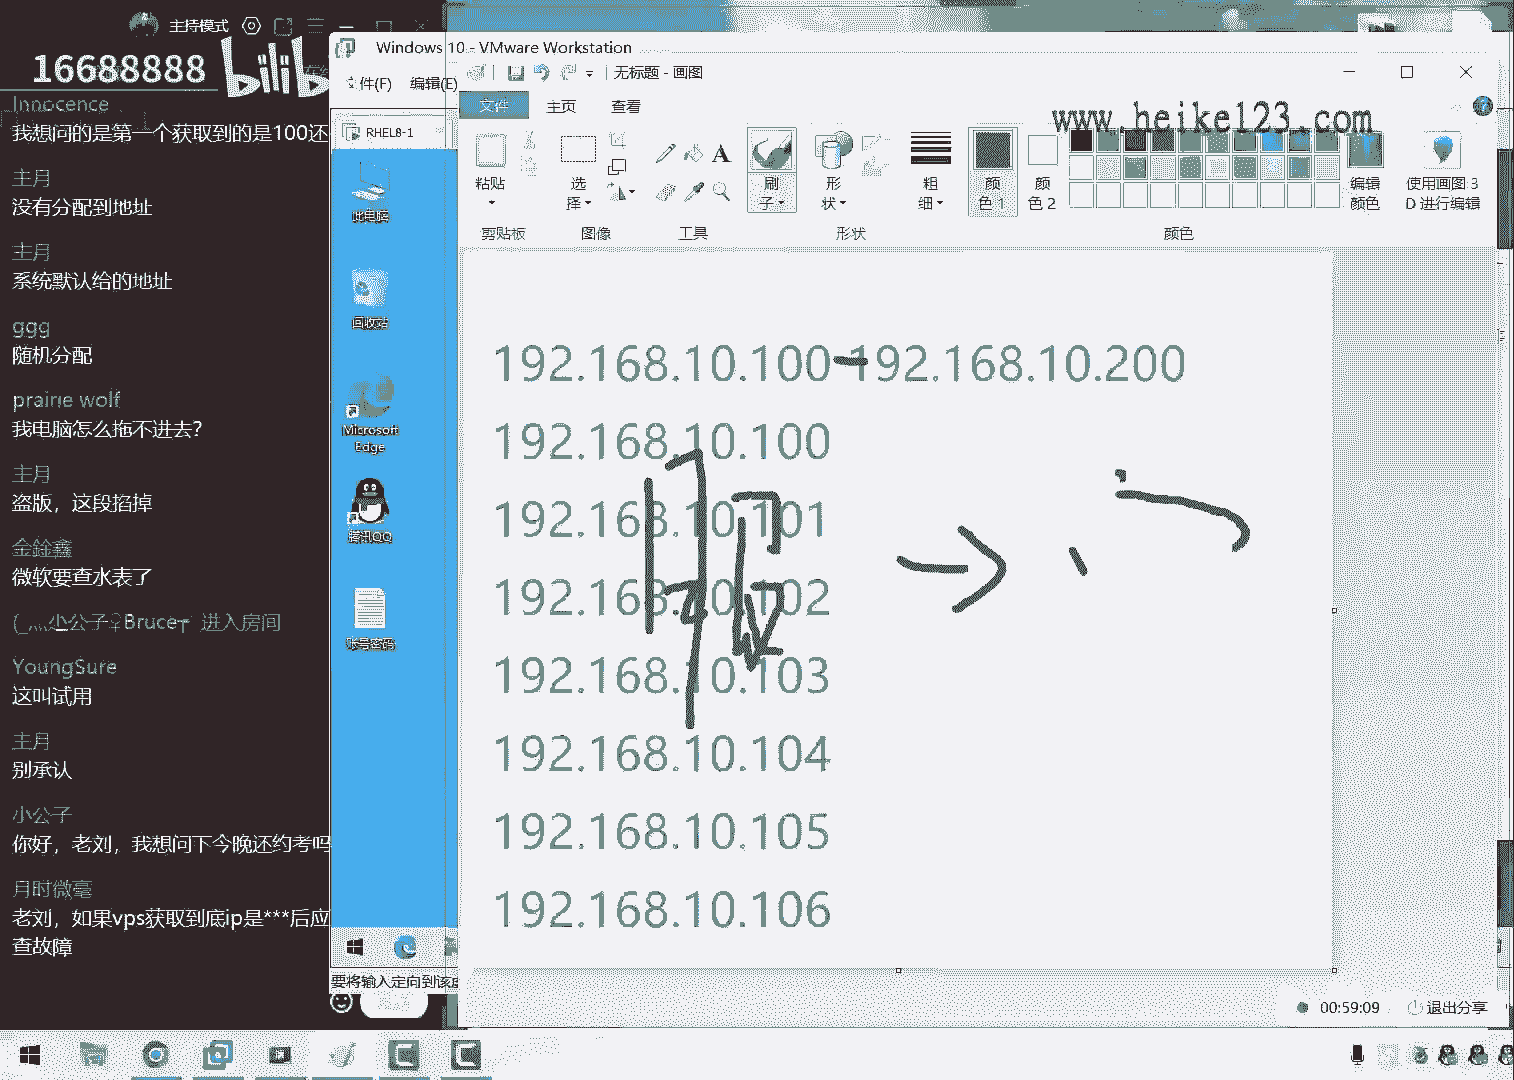 主持模式
16688888
bilib
Innocence
我想问的是第一个获取到的是100还
主月
没有分配到地址
主月
系统默认给的地址
ggg
随机分配
prairie wolf
我电脑怎么拖不进去?
主月
盗版，这段掐掉
金銓鑫
微软要查水表了
小公子♀Bruce┬ 进入房间
YoungSure
这叫试用
主月
别承认
小公子
你好，老刘，我想问下今晚还约考吗
月时微毫
老刘，如果vps获取到底ip是***后应
查故障
Windows 10 - VMware Workstation
件(F) 编辑(E)
RHEL8-1
此电脑
回收站
Microsoft
Edge
腾讯QQ
账号密码
要将输入定向到该
无标题 - 画图
文件 主页 查看
www.heike123.com
粘贴
选
择
A
刷
子
形
状
粗
细
颜
色 1
颜
色 2
编辑
颜色
使用画图 3
D 进行编辑
剪贴板 图像 工具 形状 颜色
192.168.10.100-192.168.10.200
192.168.10.100
192.168.10.101
192.168.10.102
192.168.10.103
192.168.10.104
192.168.10.105
192.168.10.106
00:59:09 退出分享